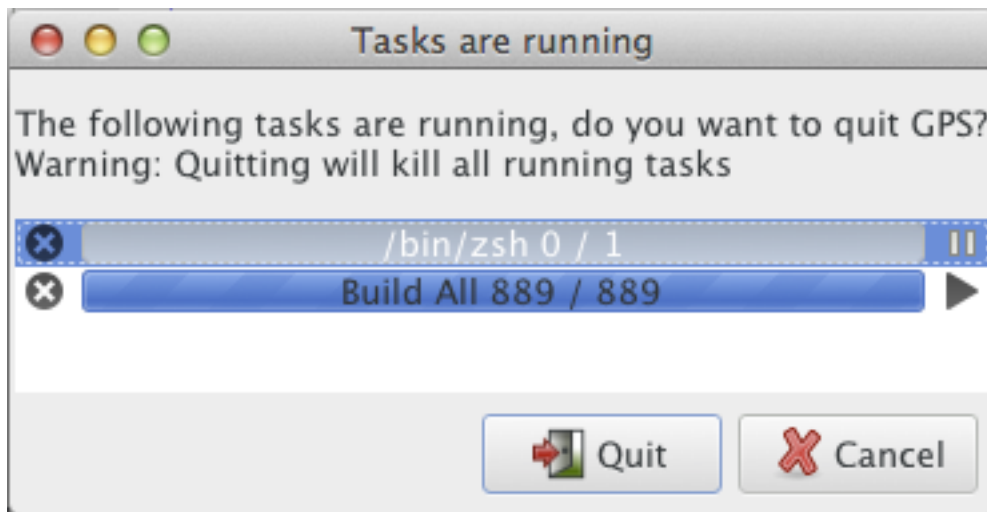 Tasks are running
The following tasks are running, do you want to quit GPS?
Warning: Quitting will kill all running tasks
/bin/zsh 0 / 1
Build All 889 / 889
Quit
Cancel